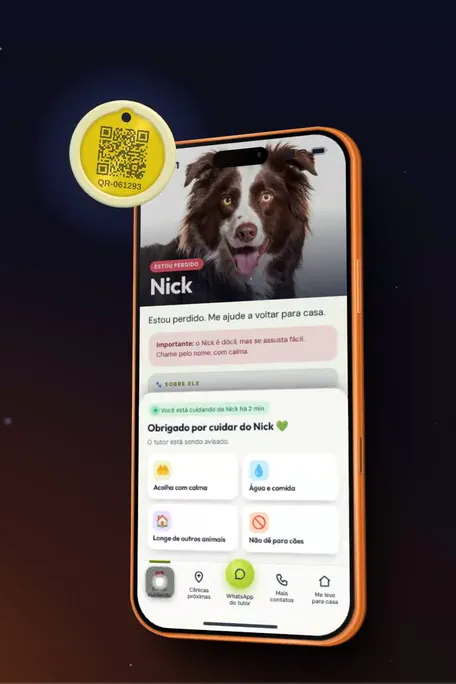 QR-061293
1
ESTOU PERDIDO
Nick
Estou perdido. Me ajude a voltar para casa.
Importante: o Nick é dócil, mas se assusta fácil.
Chame pelo nome, com calma.
SOBRE ELE
Você está cuidando do Nick há 2 min
Obrigado por cuidar do Nick 💚
O tutor está sendo avisado.
Acolha com calma
Água e comida
Longe de outros animais
Não dê para cães
Clínicas
próximas
WhatsApp
do tutor
Mais
contatos
Me leve
para casa